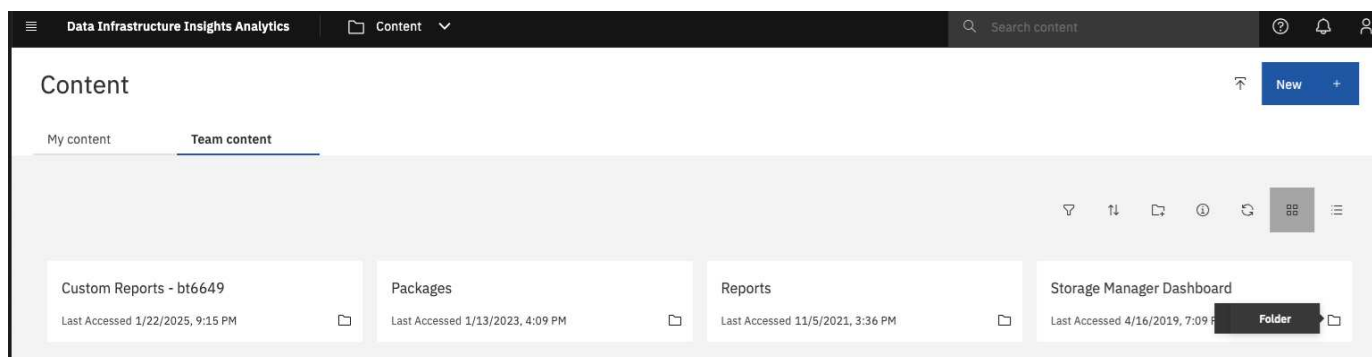 Data Infrastructure Insights Analytics Content Search content
Content New +
My content Team content
Custom Reports - bt6649 Packages Reports Storage Manager Dashboard
Last Accessed 1/22/2025, 9:15 PM Last Accessed 1/13/2023, 4:09 PM Last Accessed 11/5/2021, 3:36 PM Last Accessed 4/16/2019, 7:09 Folder